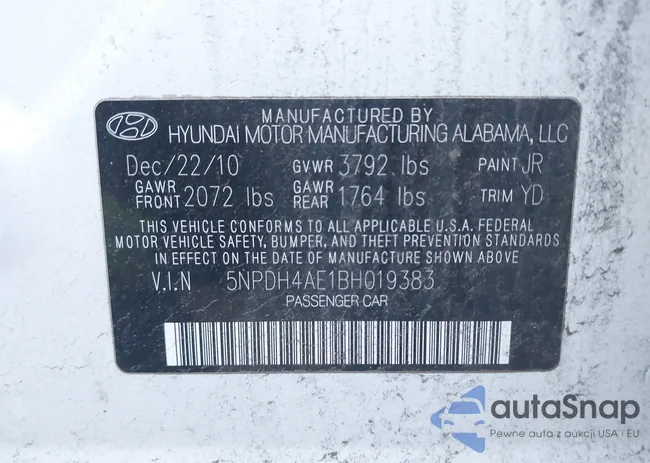 MANUFACTURED BY
HYUNDAI MOTOR MANUFACTURING ALABAMA, LLC
Dec/22/10 GVWR 3792 lbs PAINT JR
GAWR FRONT 2072 lbs GAWR REAR 1764 lbs TRIM YD
THIS VEHICLE CONFORMS TO ALL APPLICABLE U.S.A. FEDERAL
MOTOR VEHICLE SAFETY, BUMPER, AND THEFT PREVENTION STANDARDS
IN EFFECT ON THE DATE OF MANUFACTURE SHOWN ABOVE
V.I.N 5NPDH4AE1BH019383
PASSENGER CAR
autaSnap
Pewne auta z aukcji USA i EU